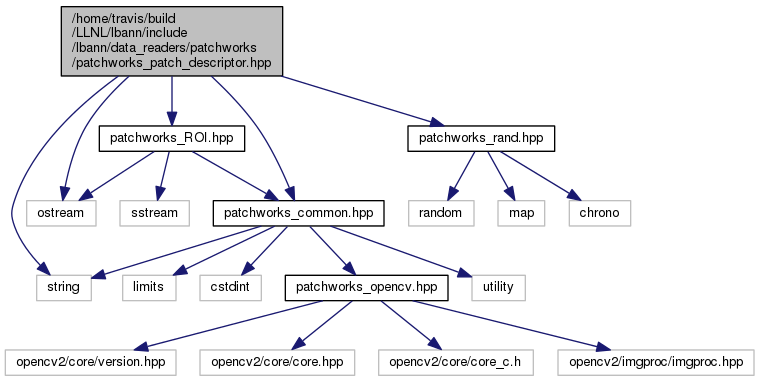 /home/travis/build
/LLNL/lbann/include
/lbann/data_readers/patchworks
/patchworks_patch_descriptor.hpp
patchworks_ROI.hpp
patchworks_rand.hpp
ostream
sstream
patchworks_common.hpp
random
map
chrono
string
limits
cstdint
patchworks_opencv.hpp
utility
opencv2/core/version.hpp
opencv2/core/core.hpp
opencv2/core/core_c.h
opencv2/imgproc/imgproc.hpp